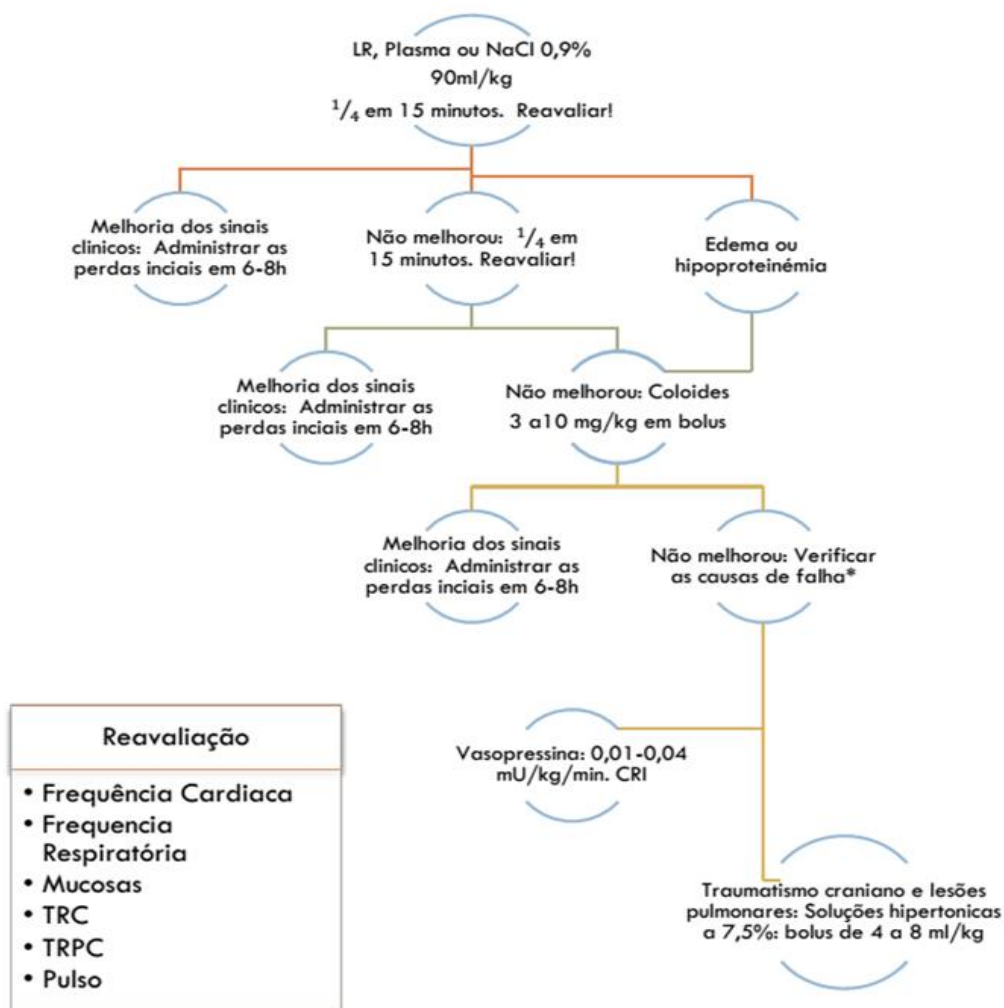 LR, Plasma ou NaCl 0,9%
90ml/kg
1/4 em 15 minutos. Reavaliar!
Melhoria dos sinais
clinicos: Administrar as
perdas inciais em 6-8h
Não melhorou: 1/4 em
15 minutos. Reavaliar!
Edema ou
hipoproteinémia
Melhoria dos sinais
clinicos: Administrar as
perdas inciais em 6-8h
Não melhorou: Coloides
3 a10 mg/kg em bolus
Melhoria dos sinais
clinicos: Administrar as
perdas inciais em 6-8h
Não melhorou: Verificar
as causas de falha*
Vasopressina: 0,01-0,04
mU/kg/min. CRI
Traumatismo craniano e lesões
pulmonares: Soluções hipertonicas
a 7,5%: bolus de 4 a 8 ml/kg
Reavaliação
• Frequência Cardiaca
• Frequencia
Respiratória
• Mucosas
• TRC
• TRPC
• Pulso